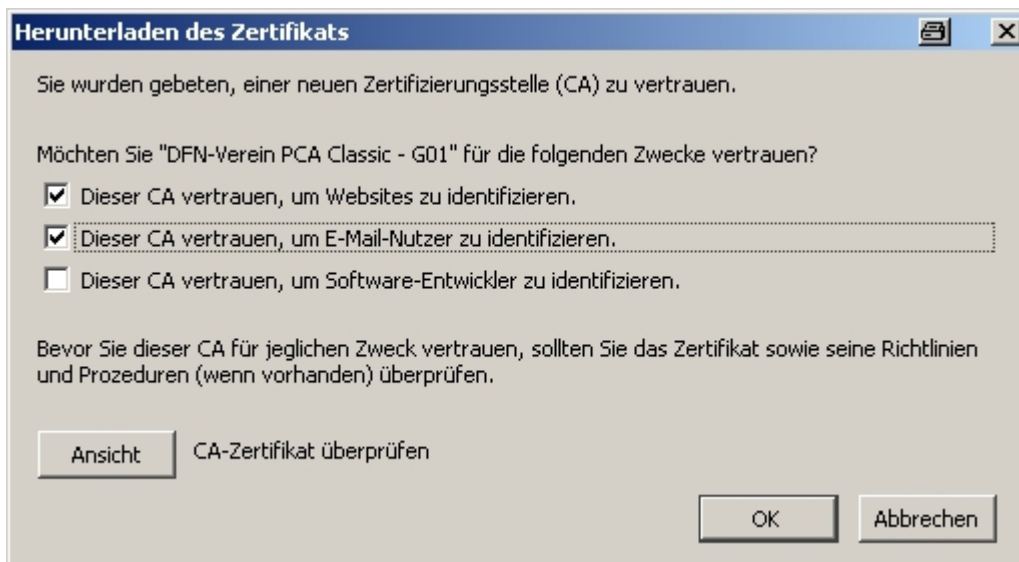 Herunterladen des Zertifikats
Sie wurden gebeten, einer neuen Zertifizierungsstelle (CA) zu vertrauen.
Möchten Sie "DFN-Verein PCA Classic - G01" für die folgenden Zwecke vertrauen?
Dieser CA vertrauen, um Websites zu identifizieren.
Dieser CA vertrauen, um E-Mail-Nutzer zu identifizieren.
Dieser CA vertrauen, um Software-Entwickler zu identifizieren.
Bevor Sie dieser CA für jeglichen Zweck vertrauen, sollten Sie das Zertifikat sowie seine Richtlinien
und Prozeduren (wenn vorhanden) überprüfen.
Ansicht CA-Zertifikat überprüfen
OK Abbrechen